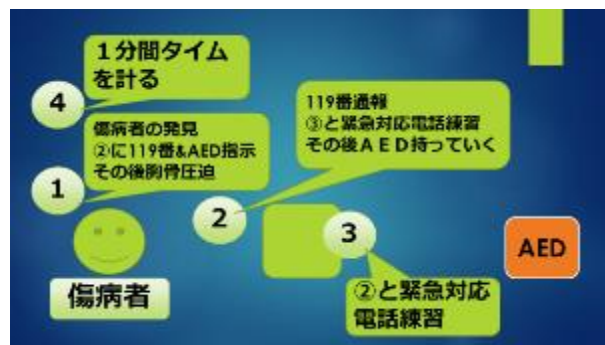 １分間タイム
を計る
4
119番通報
③と緊急対応電話練習
その後ＡＥＤ持っていく
傷病者の発見
②に119番&AED指示
その後胸骨圧迫
1
2
3
AED
傷病者
②と緊急対応
電話練習